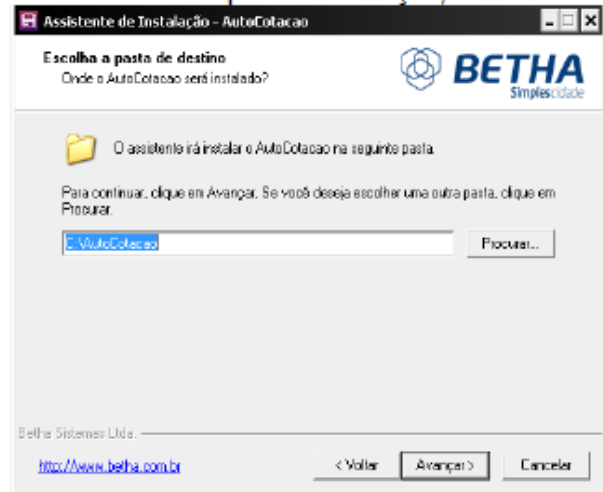 Assistente de Instalação - AutoCotacao
Escolha a pasta de destino
Onde o AutoCotacao será instalado?
BETHA
Simplescidade
O assistente irá instalar o AutoCotacao na seguinte pasta.
Para continuar, clique em Avançar. Se você deseja escolher uma outra pasta, clique em
Procurar.
C:\AutoCotacao
Procurar...
Betha Sistemas Ltda.
http://www.betha.com.br
< Voltar
Avançar >
Cancelar